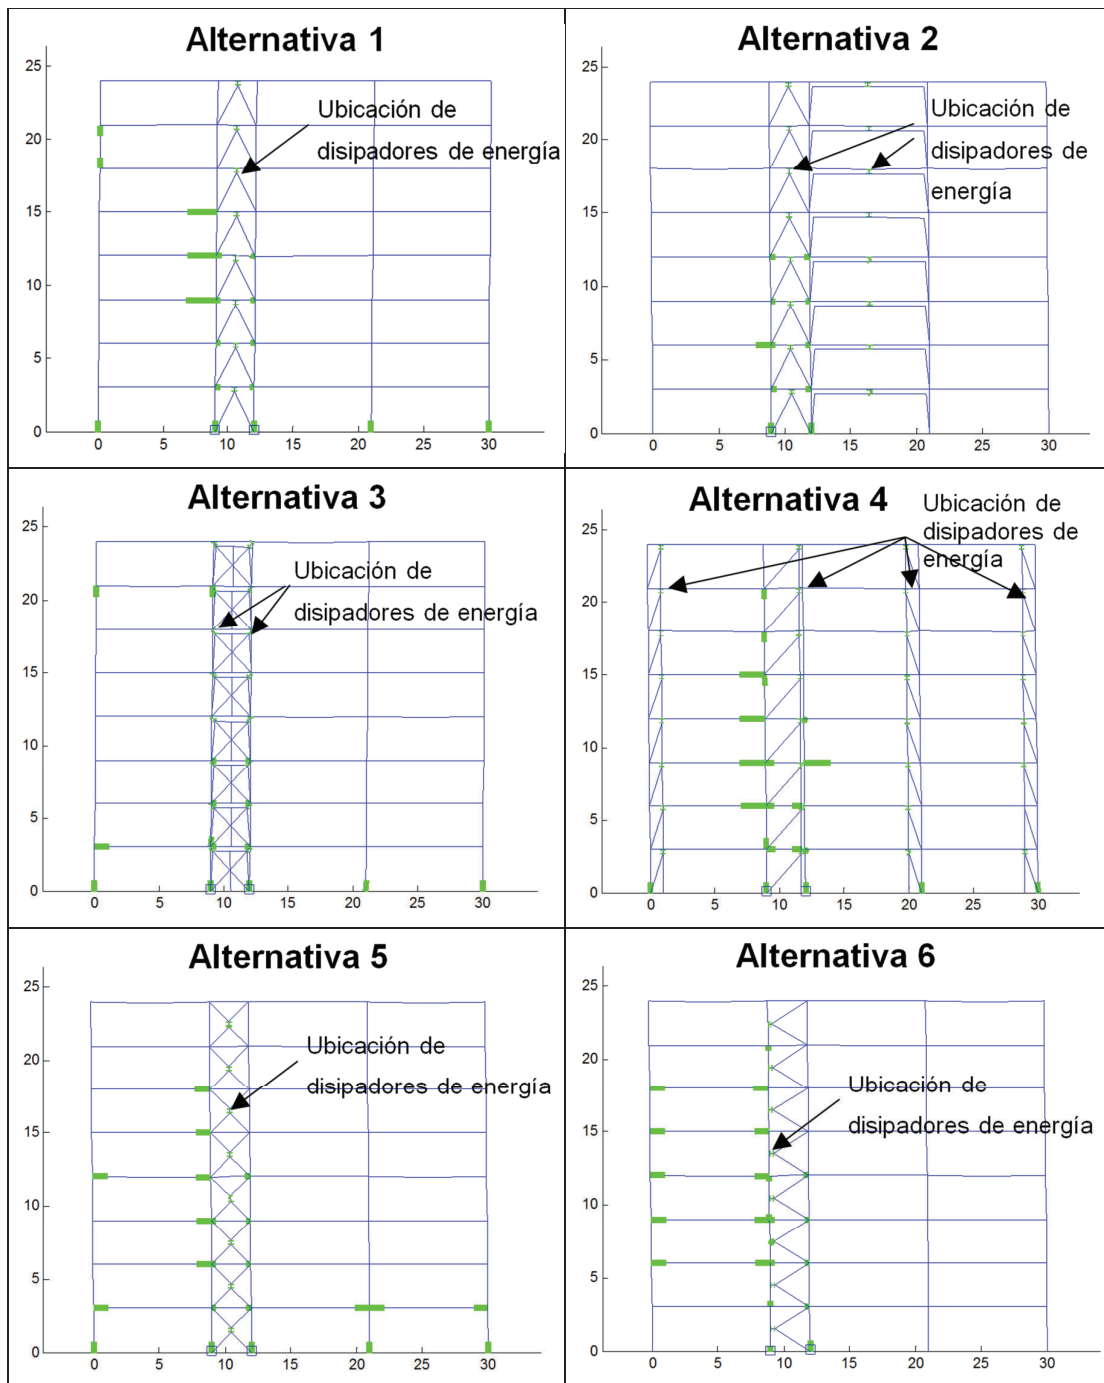 Alternativa 1
25
20
15
10
5
0
0 5 10 15 20 25 30
Ubicación de
disipadores de energía
Alternativa 2
25
20
15
10
5
0
0 5 10 15 20 25 30
Ubicación de
disipadores de
energía
Alternativa 3
25
20
15
10
5
0
0 5 10 15 20 25 30
Ubicación de
disipadores de energía
Alternativa 4
25
20
15
10
5
0
0 5 10 15 20 25 30
Ubicación de
disipadores de
energía
Alternativa 5
25
20
15
10
5
0
0 5 10 15 20 25 30
Ubicación de
disipadores de energía
Alternativa 6
25
20
15
10
5
0
0 5 10 15 20 25 30
Ubicación de
disipadores de energía